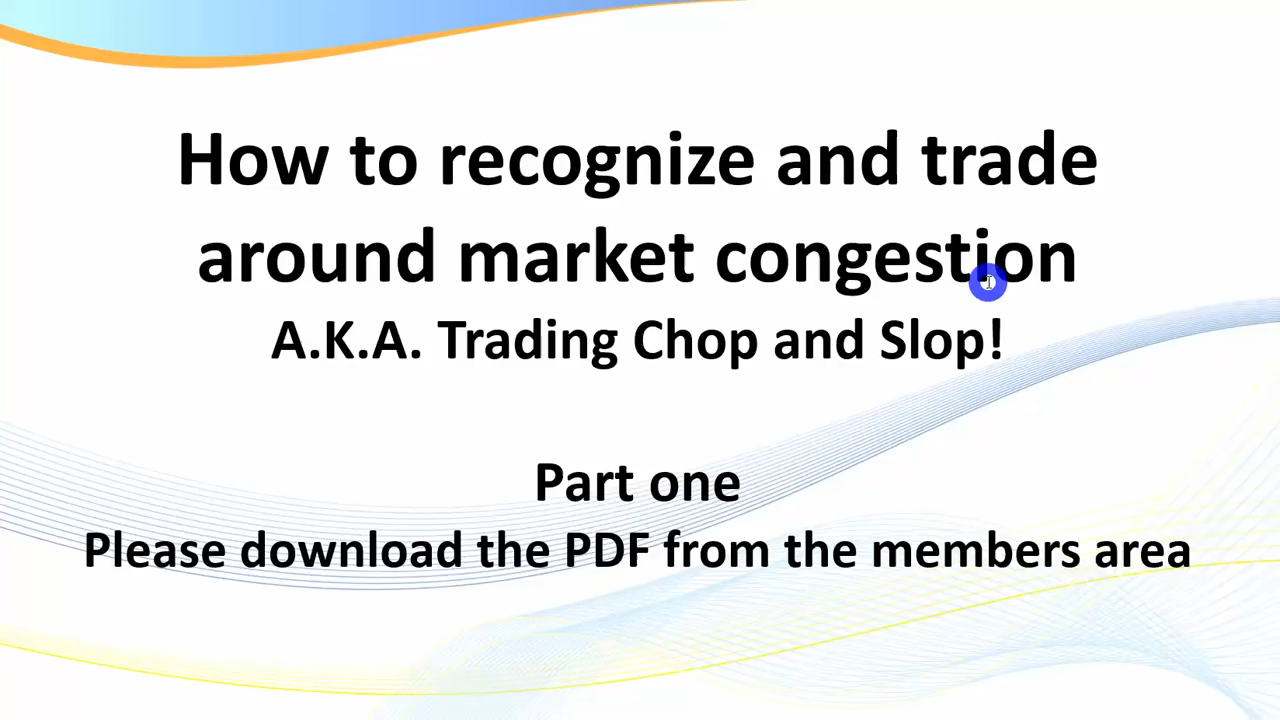 How to recognize and trade
around market congestion
A.K.A. Trading Chop and Slop!
Part one
Please download the PDF from the members area